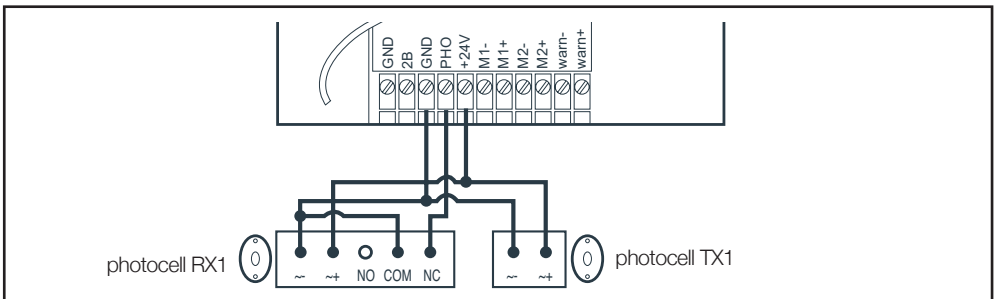 GND
2B
GND
PHO
+24V
M1-
M1+
M2-
M2+
warn-
warn+
photocell RX1
~- ~+ NO COM NC
~- ~+
photocell TX1